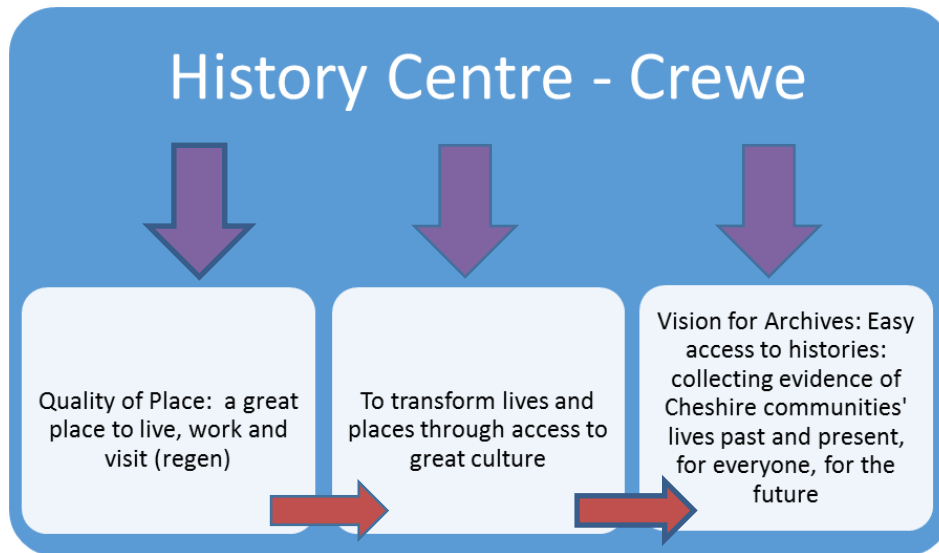 History Centre - Crewe
Quality of Place:  a great
place to live, work and
visit (regen)
To transform lives and
places through access to
great culture
Vision for Archives: Easy
access to histories:
collecting evidence of
Cheshire communities'
lives past and present,
for everyone, for the
future